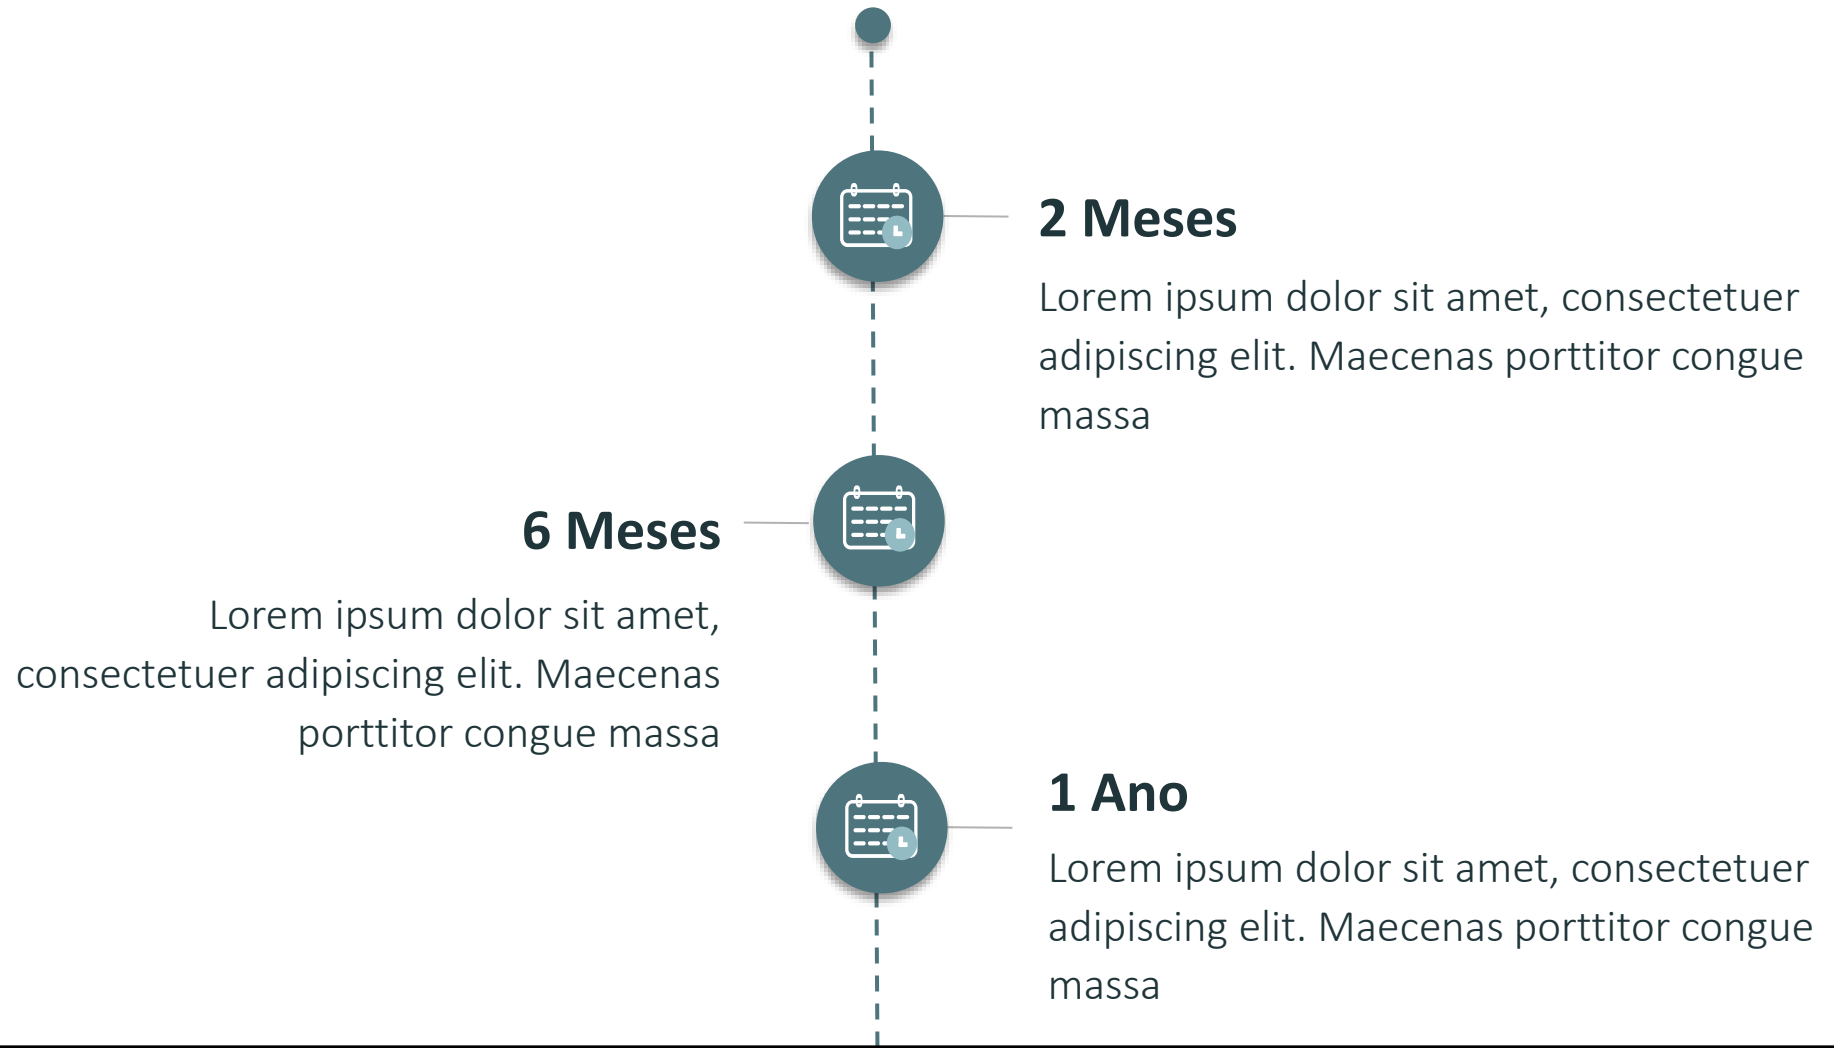 2 Meses
Lorem ipsum dolor sit amet, consectetuer
adipiscing elit. Maecenas porttitor congue
massa
6 Meses
Lorem ipsum dolor sit amet,
consectetuer adipiscing elit. Maecenas
porttitor congue massa
1 Ano
Lorem ipsum dolor sit amet, consectetuer
adipiscing elit. Maecenas porttitor congue
massa